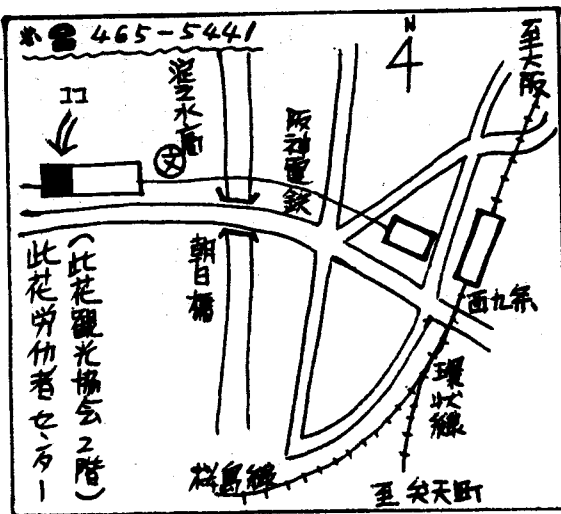 465-5441
N
至大阪
ココ
淀之水高
文
阪神電鉄
朝日橋
西九条
環状線
桜島線
至弁天町
(此花観光協会2階)
此花労仂者センター